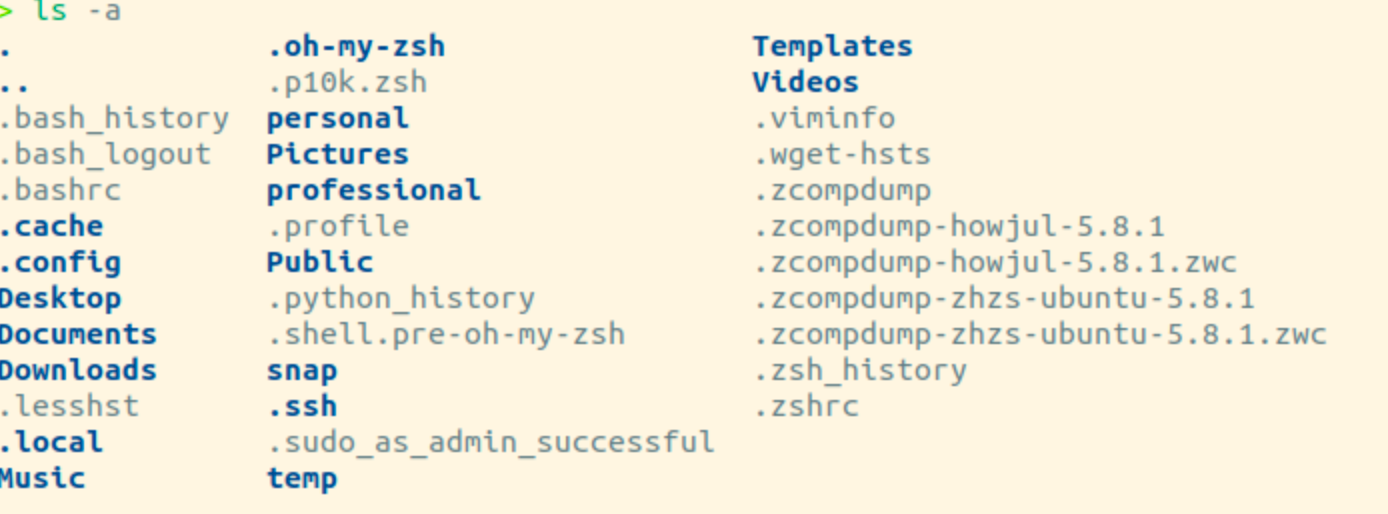 > ls -a
. .oh-my-zsh Templates
.. .p10k.zsh Videos
.bash_history personal .viminfo
.bash_logout Pictures .wget-hsts
.bashrc professional .zcompdump
.cache .profile .zcompdump-howjul-5.8.1
.config Public .zcompdump-howjul-5.8.1.zwc
Desktop .python_history .zcompdump-zhzs-ubuntu-5.8.1
Documents .shell.pre-oh-my-zsh .zcompdump-zhzs-ubuntu-5.8.1.zwc
Downloads snap .zsh_history
.lesshst .ssh .zshrc
.local .sudo_as_admin_successful
Music temp